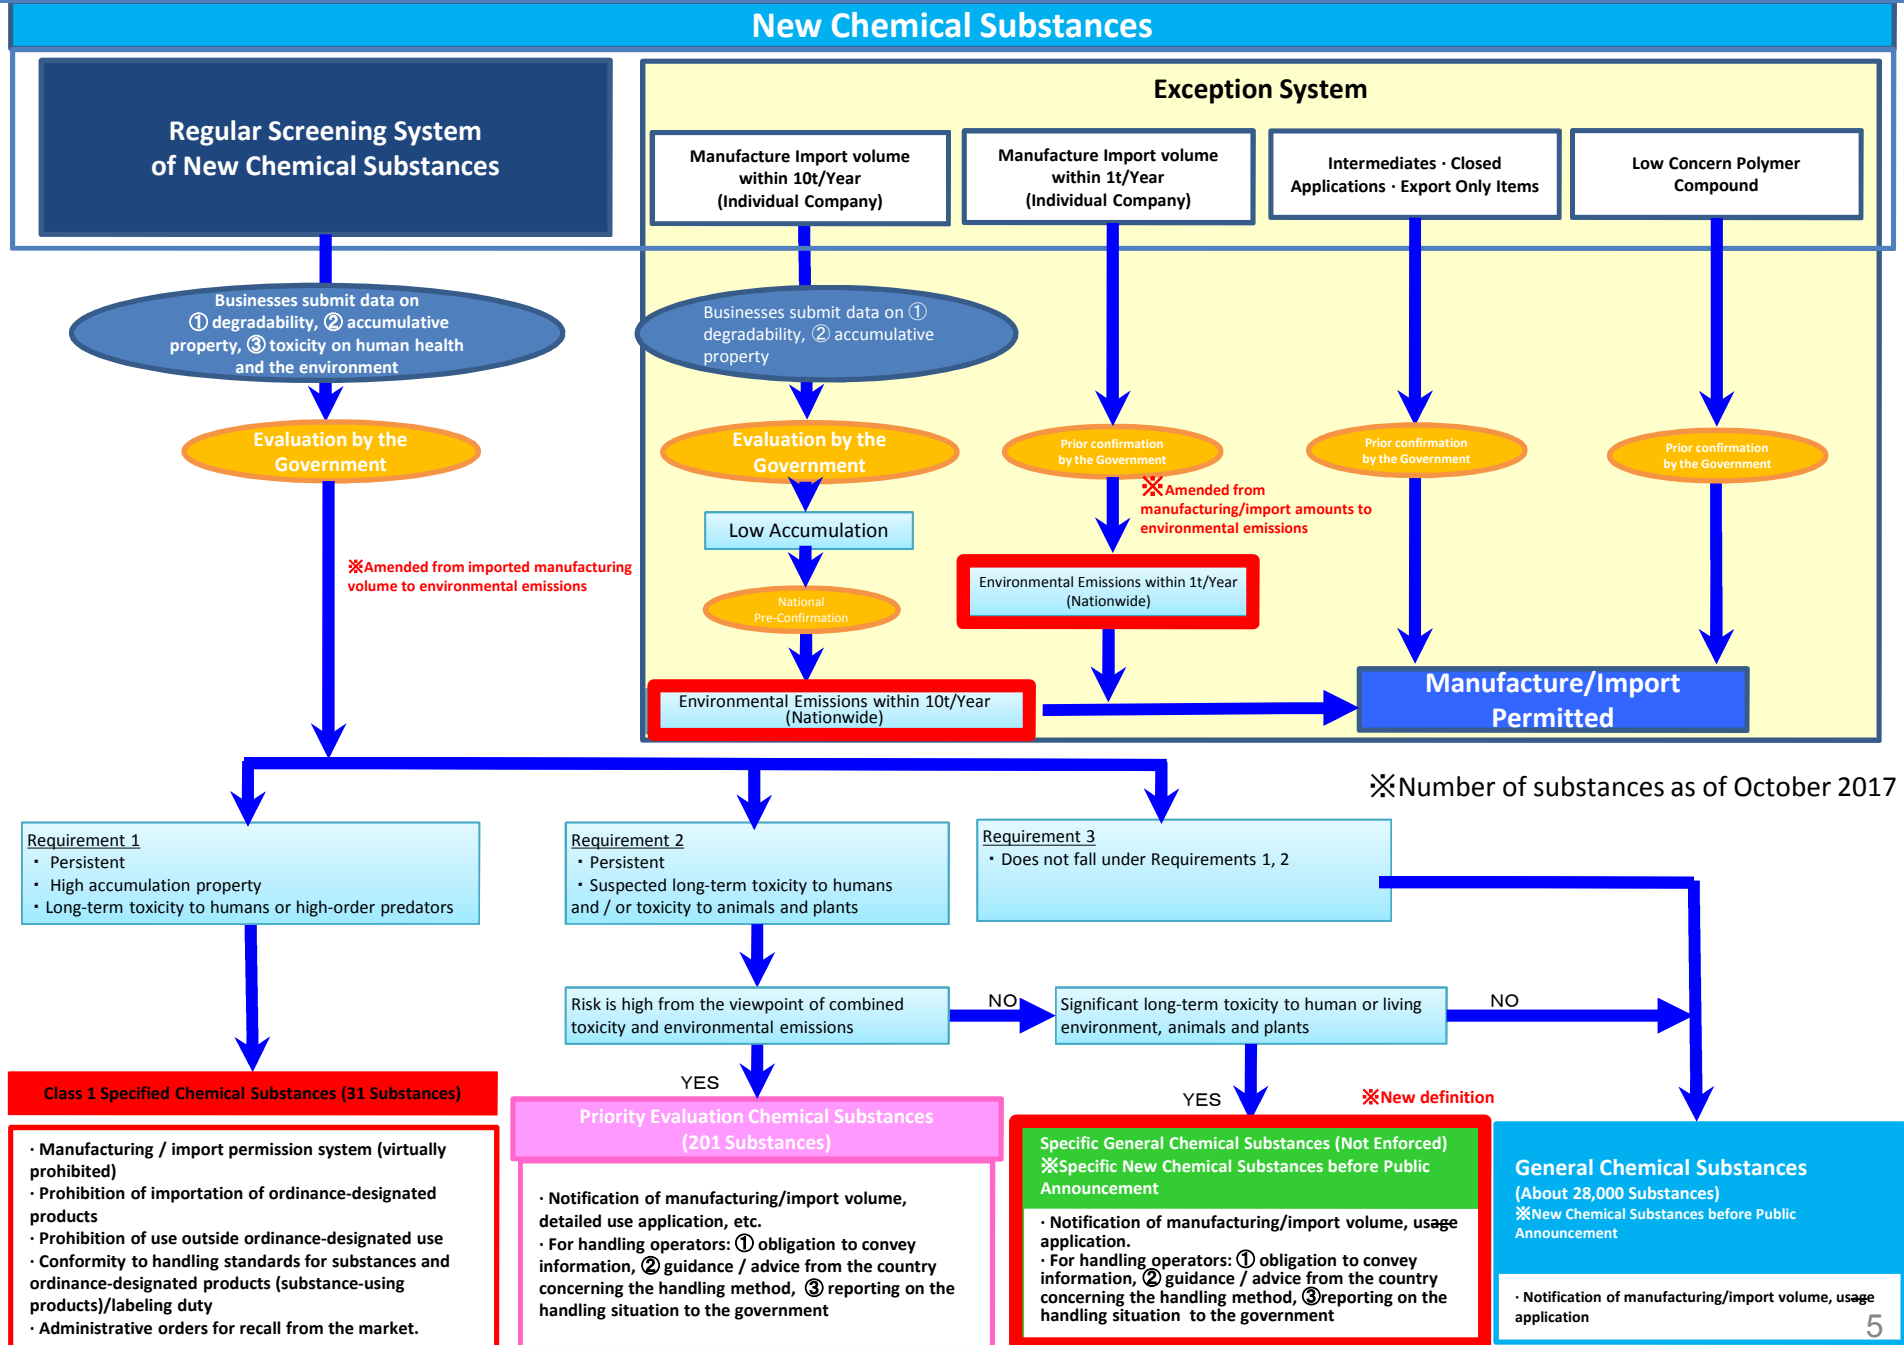 New Chemical Substances
Regular Screening System
of New Chemical Substances
Exception System
Manufacture Import volume
within 10t/Year
(Individual Company)
Manufacture Import volume
within 1t/Year
(Individual Company)
Intermediates · Closed
Applications · Export Only Items
Low Concern Polymer
Compound
Businesses submit data on
① degradability, ② accumulative
property, ③ toxicity on human health
and the environment
Businesses submit data on ①
degradability, ② accumulative
property
Evaluation by the
Government
Evaluation by the
Government
Prior confirmation
by the Government
Prior confirmation
by the Government
Prior confirmation
by the Government
※Amended from
manufacturing/import amounts to
environmental emissions
Low Accumulation
※Amended from imported manufacturing
volume to environmental emissions
National
Pre-Confirmation
Environmental Emissions within 1t/Year
(Nationwide)
Environmental Emissions within 10t/Year
(Nationwide)
Manufacture/Import
Permitted
※Number of substances as of October 2017
Requirement 1
・ Persistent
・ High accumulation property
・Long-term toxicity to humans or high-order predators
Requirement 2
・Persistent
・Suspected long-term toxicity to humans
and / or toxicity to animals and plants
Requirement 3
・Does not fall under Requirements 1, 2
Risk is high from the viewpoint of combined
toxicity and environmental emissions
NO
Significant long-term toxicity to human or living
environment, animals and plants
NO
YES
YES
※New definition
Class 1 Specified Chemical Substances (31 Substances)
· Manufacturing / import permission system (virtually
prohibited)
· Prohibition of importation of ordinance-designated
products
· Prohibition of use outside ordinance-designated use
· Conformity to handling standards for substances and
ordinance-designated products (substance-using
products)/labeling duty
· Administrative orders for recall from the market.
Priority Evaluation Chemical Substances
(201 Substances)
· Notification of manufacturing/import volume,
detailed use application, etc.
· For handling operators: ① obligation to convey
information, ② guidance / advice from the country
concerning the handling method, ③ reporting on the
handling situation to the government
Specific General Chemical Substances (Not Enforced)
※Specific New Chemical Substances before Public
Announcement
· Notification of manufacturing/import volume, usage
application.
· For handling operators: ① obligation to convey
information, ② guidance / advice from the country
concerning the handling method, ③reporting on the
handling situation to the government
General Chemical Substances
(About 28,000 Substances)
※New Chemical Substances before Public
Announcement
· Notification of manufacturing/import volume, usage
application
5